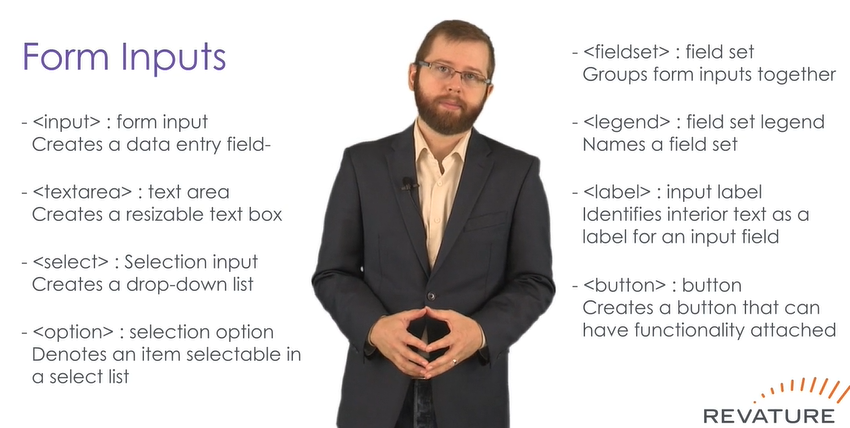 Form Inputs
- <input> : form input
Creates a data entry field-
- <textarea> : text area
Creates a resizable text box
- <select> : Selection input
Creates a drop-down list
- <option> : selection option
Denotes an item selectable in
a select list
- <fieldset> : field set
Groups form inputs together
- <legend> : field set legend
Names a field set
- <label> : input label
Identifies interior text as a
label for an input field
- <button> : button
Creates a button that can
have functionality attached
REVATURE